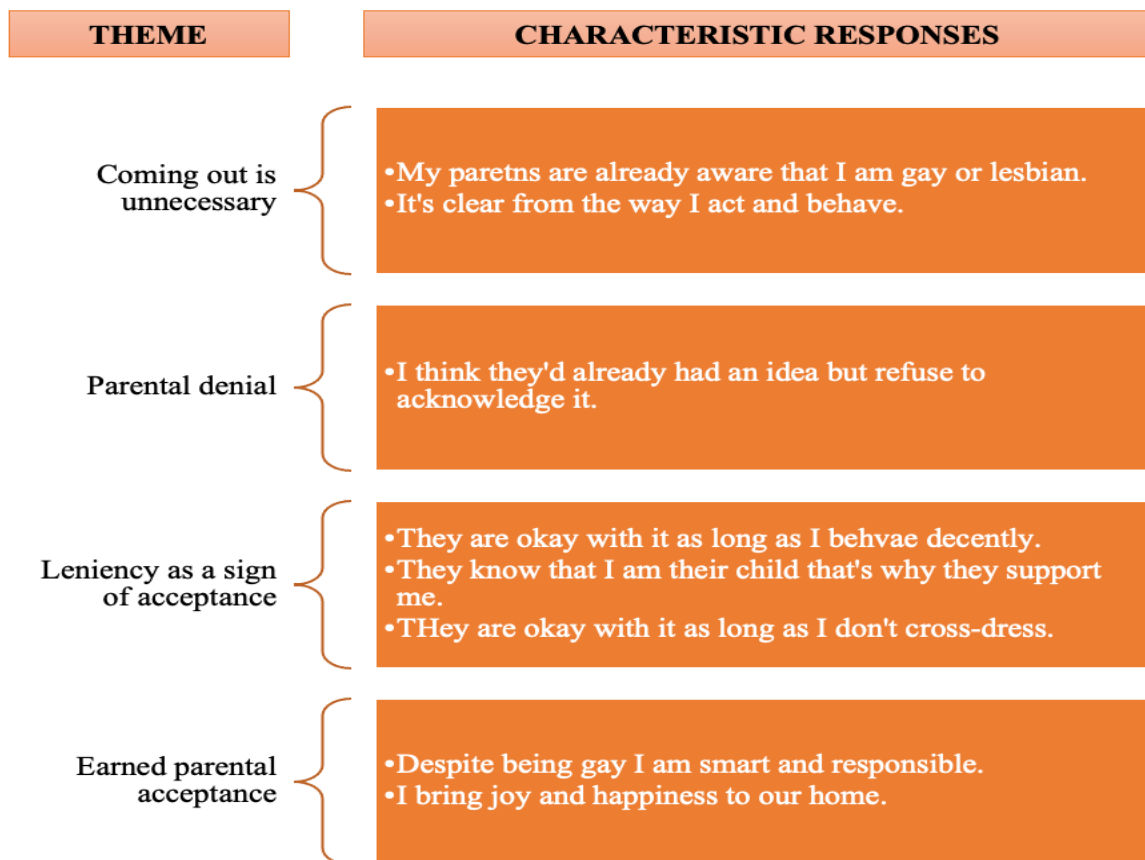 THEME
CHARACTERISTIC RESPONSES
Coming out is
unnecessary
•My paretns are already aware that I am gay or lesbian.
•It's clear from the way I act and behave.
Parental denial
•I think they'd already had an idea but refuse to
acknowledge it.
Leniency as a sign
of acceptance
•They are okay with it as long as I behvae decently.
•They know that I am their child that's why they support
me.
•THey are okay with it as long as I don't cross-dress.
Earned parental
acceptance
•Despite being gay I am smart and responsible.
•I bring joy and happiness to our home.